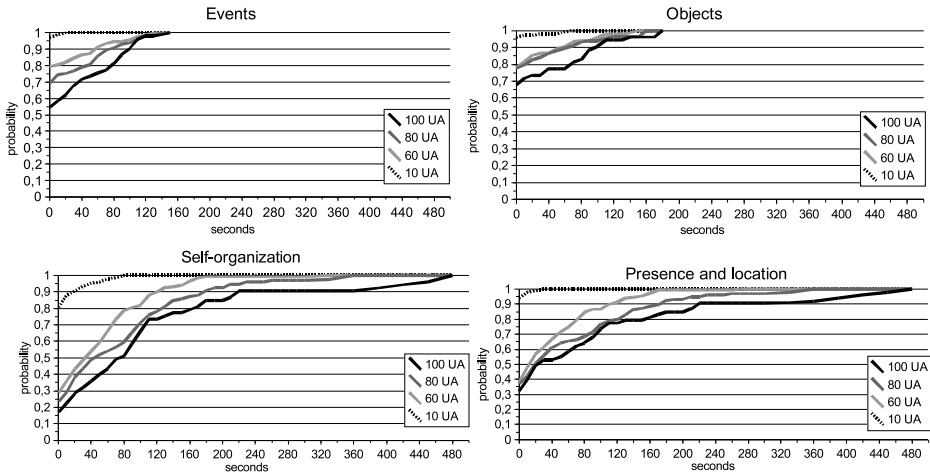 Events
probability
1
0,9
0,8
0,7
0,6
0,5
0,4
0,3
0,2
0,1
0
0 40 80 120 160 200 240 280 320 360 400 440 480
seconds
100 UA
80 UA
60 UA
10 UA
Objects
probability
1
0,9
0,8
0,7
0,6
0,5
0,4
0,3
0,2
0,1
0
0 40 80 120 160 200 240 280 320 360 400 440 480
seconds
100 UA
80 UA
60 UA
10 UA
Self-organization
probability
1
0,9
0,8
0,7
0,6
0,5
0,4
0,3
0,2
0,1
0
0 40 80 120 160 200 240 280 320 360 400 440 480
seconds
100 UA
80 UA
60 UA
10 UA
Presence and location
probability
1
0,9
0,8
0,7
0,6
0,5
0,4
0,3
0,2
0,1
0
0 40 80 120 160 200 240 280 320 360 400 440 480
seconds
100 UA
80 UA
60 UA
10 UA